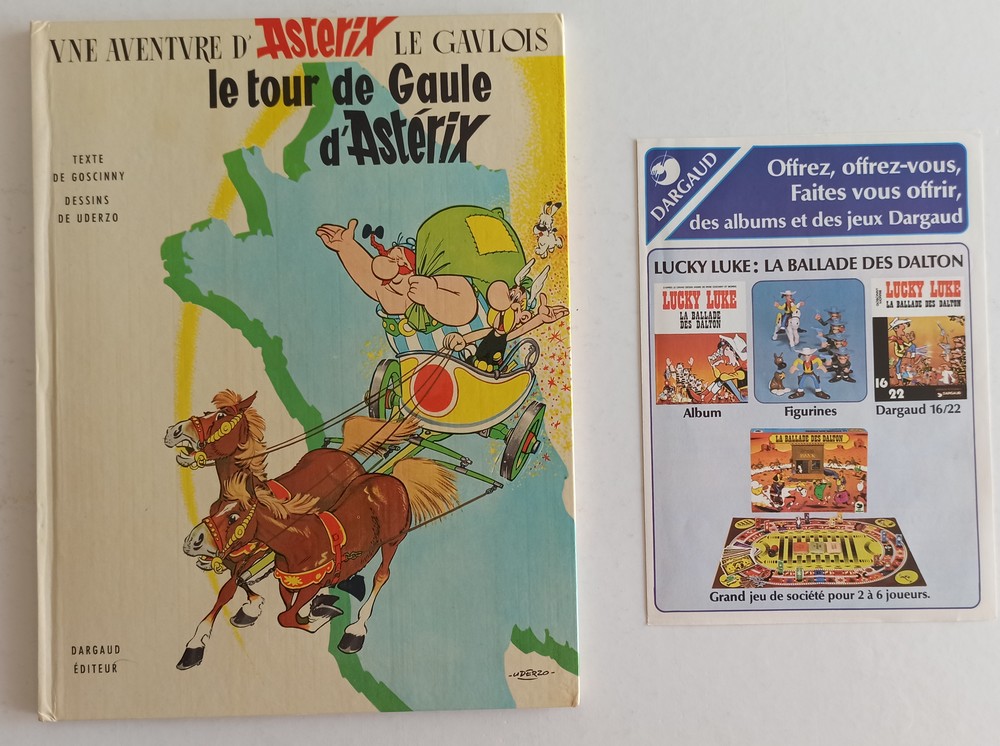 VNE AVENTVRE D'Astérix LE GAVLOIS
le tour de Gaule
d'Astérix
TEXTE
DE GOSCINNY
DESSINS
DE UDERZO
DARGAUD
ÉDITEUR
-UDERZO-
DARGAUD
Offrez, offrez-vous,
Faites vous offrir,
des albums et des jeux Dargaud
LUCKY LUKE: LA BALLADE DES DALTON
LUCKY LUKE
LA BALLADE
DES DALTON
Album
Figurines
LUCKY LUKE
LA BALLADE DES DALTON
16
22
DARGAUD
Dargaud 16/22
LA BALLADE DES DALTON
Grand jeu de société pour 2 à 6 joueurs.